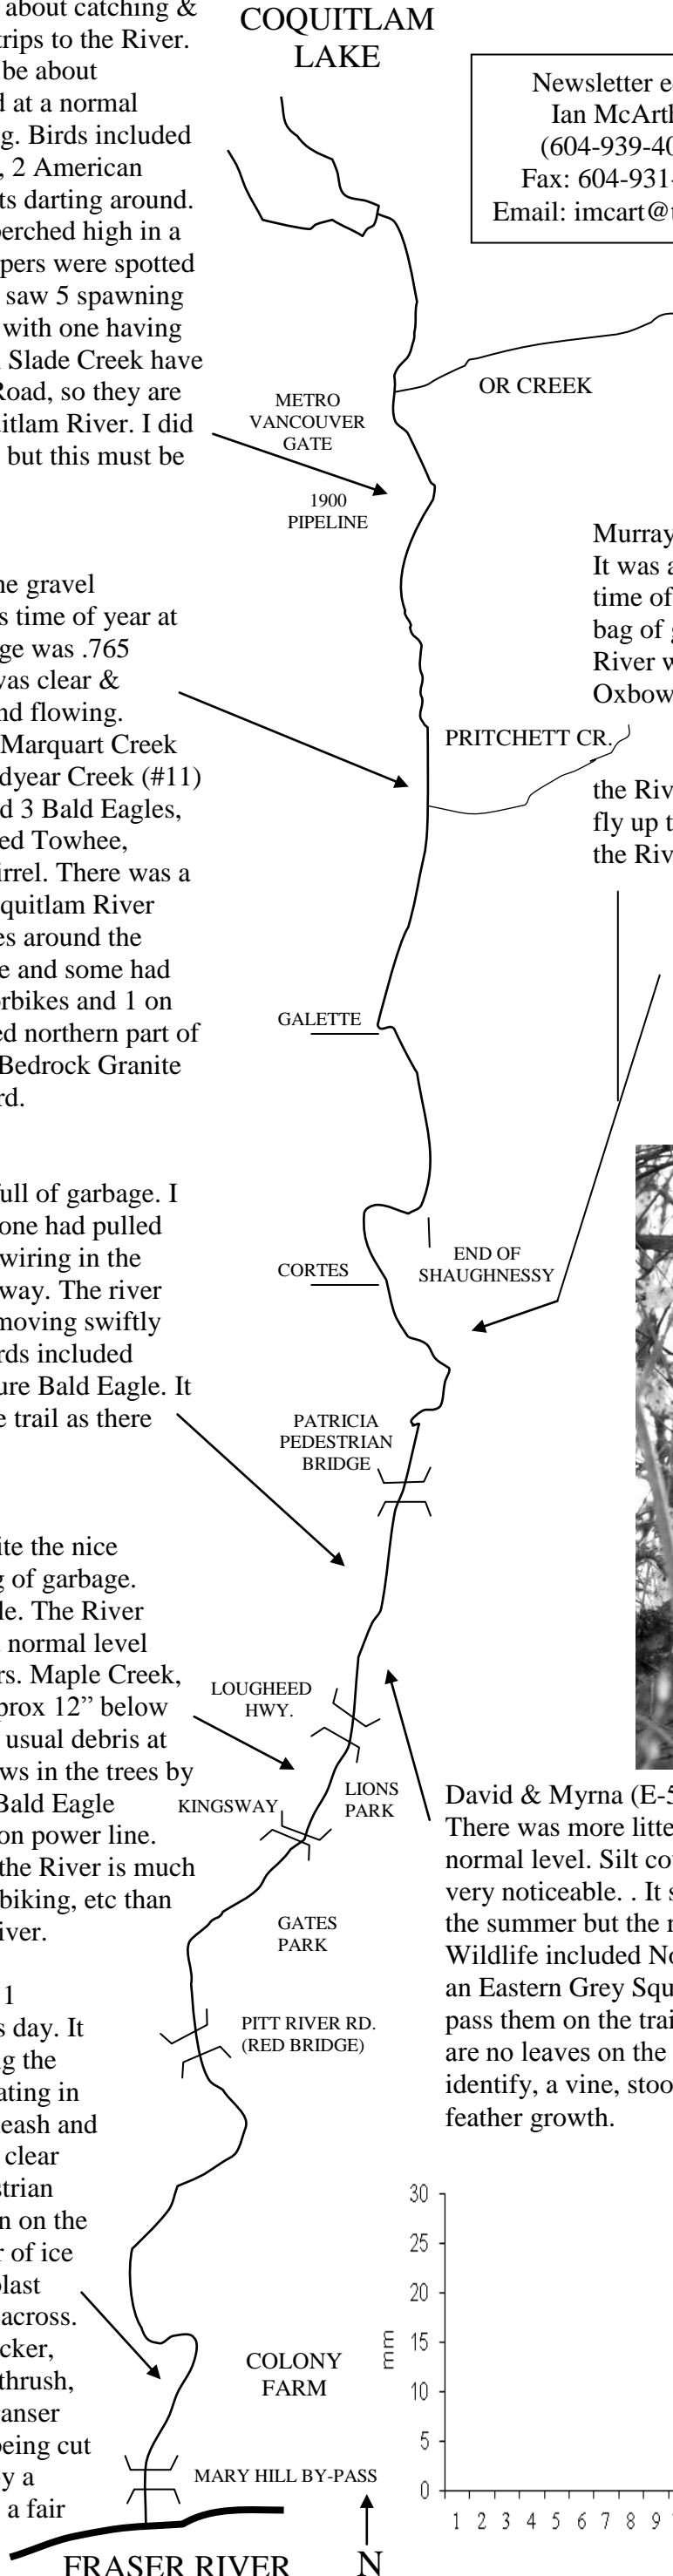 about catching &
trips to the River.
be about
at a normal
g. Birds included
, 2 American
ts darting around.
perched high in a
pers were spotted
saw 5 spawning
with one having
Slade Creek have
Road, so they are
uitlam River. I did
but this must be
COQUITLAM
LAKE
Newsletter e
Ian McArth
(604-939-40
Fax: 604-931-
Email: imcart@
OR CREEK
METRO
VANCOUVER
GATE
1900
PIPELINE
Murray
It was a
time of
bag of g
River w
Oxbow
ne gravel
s time of year at
ge was .765
was clear &
nd flowing.
Marquart Creek
dyear Creek (#11)
d 3 Bald Eagles,
ed Towhee,
irrel. There was a
quitlam River
es around the
e and some had
orbikes and 1 on
ed northern part of
Bedrock Granite
rd.
PRITCHETT CR.
the Riv
fly up t
the Riv
GALETTE
full of garbage. I
one had pulled
wiring in the
way. The river
moving swiftly
rds included
ure Bald Eagle. It
e trail as there
END OF
SHAUGHNESSY
CORTES
PATRICIA
PEDESTRIAN
BRIDGE
ite the nice
g of garbage.
le. The River
normal level
rs. Maple Creek,
prox 12” below
usual debris at
ws in the trees by
Bald Eagle
on power line.
the River is much
biking, etc than
iver.
LOUGHEED
HWY.
LIONS
PARK
KINGSWAY
GATES
PARK
David & Myrna (E-5
There was more litte
normal level. Silt co
very noticeable. . It s
the summer but the
Wildlife included No
an Eastern Grey Squ
pass them on the trai
are no leaves on the
identify, a vine, stoo
feather growth.
1
s day. It
ng the
ating in
leash and
clear
strian
n on the
r of ice
blast
across.
cker,
thrush,
anser
being cut
by a
a fair
PITT RIVER RD.
(RED BRIDGE)
COLONY
FARM
MARY HILL BY-PASS
FRASER RIVER
N
30
25
20
15
10
5
0
mm
1 2 3 4 5 6 7 8 9